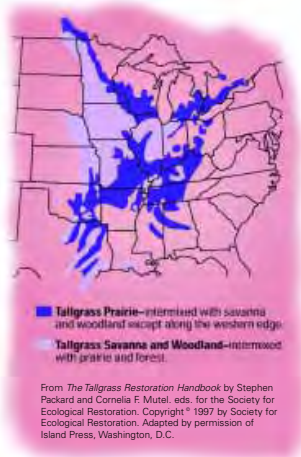 Tallgrass Prairie–intermixed with savanna
and woodland except along the western edge.
Tallgrass Savanna and Woodland–intermixed
with prairie and forest.
From The Tallgrass Restoration Handbook by Stephen
Packard and Cornelia F. Mutel. eds. for the Society for
Ecological Restoration. Copyright © 1997 by Society for
Ecological Restoration. Adapted by permission of
Island Press, Washington, D.C.